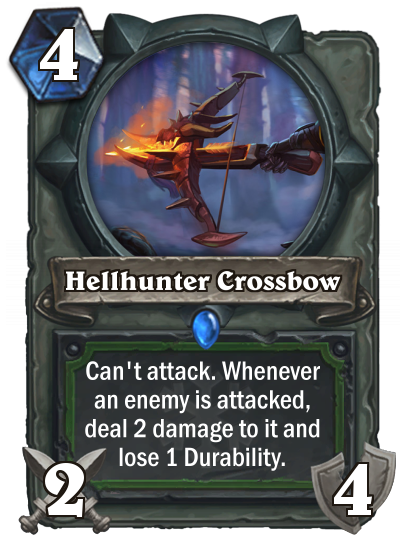 4
Hellhunter Crossbow
Can't attack. Whenever
an enemy is attacked,
deal 2 damage to it and
lose 1 Durability.
2
4